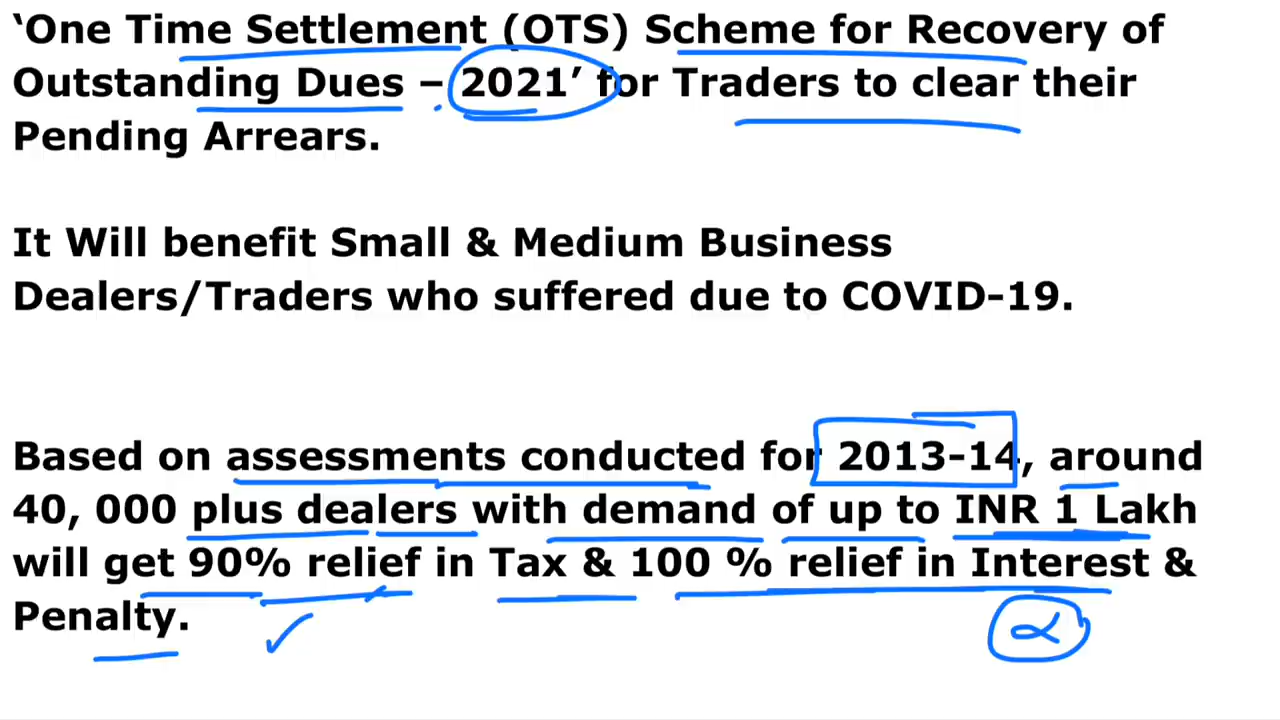 ‘One Time Settlement (OTS) Scheme for Recovery of
Outstanding Dues – 2021’ for Traders to clear their
Pending Arrears.
It Will benefit Small & Medium Business
Dealers/Traders who suffered due to COVID-19.
Based on assessments conducted for 2013-14, around
40, 000 plus dealers with demand of up to INR 1 Lakh
will get 90% relief in Tax & 100 % relief in Interest &
Penalty.